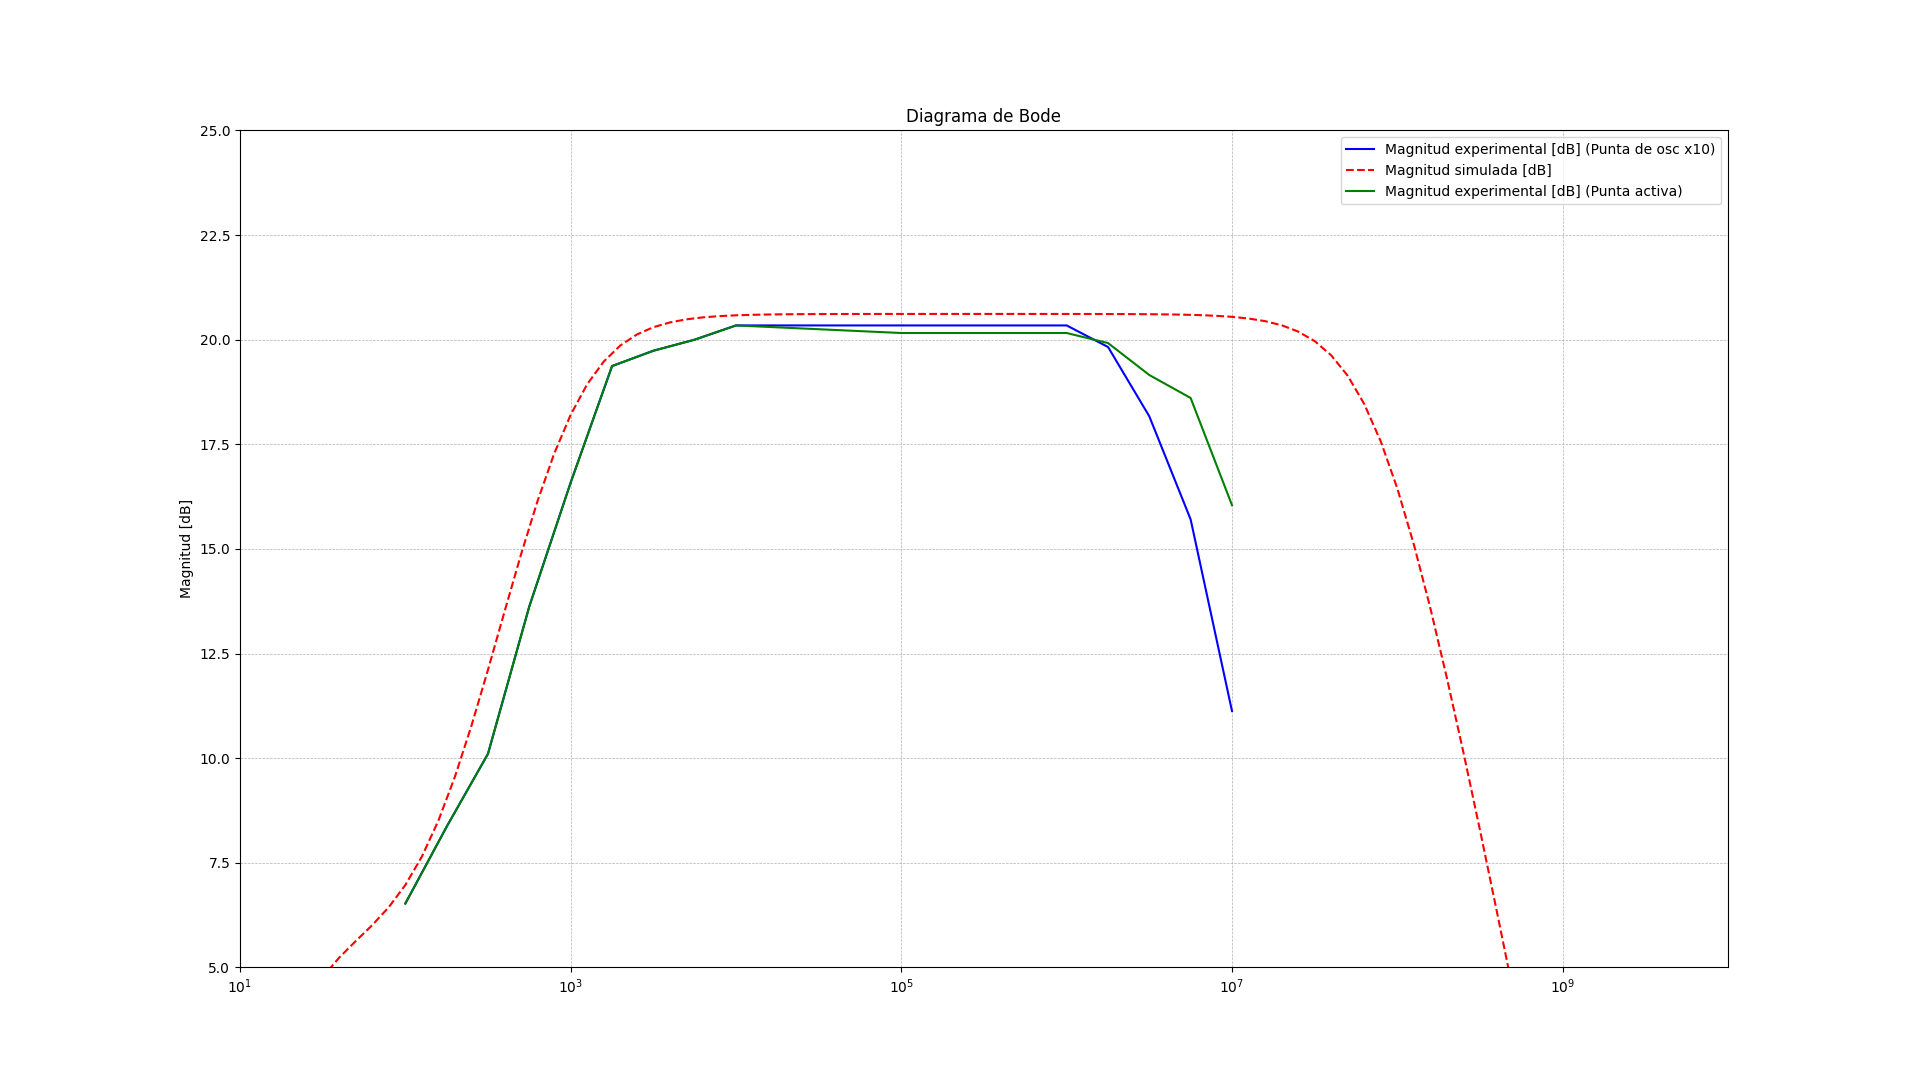 Diagrama de Bode
Magnitud experimental [dB] (Punta de osc x10)
Magnitud simulada [dB]
Magnitud experimental [dB] (Punta activa)
Magnitud [dB]
25.0
22.5
20.0
17.5
15.0
12.5
10.0
7.5
5.0
10¹ 10³ 10⁵ 10⁷ 10⁹